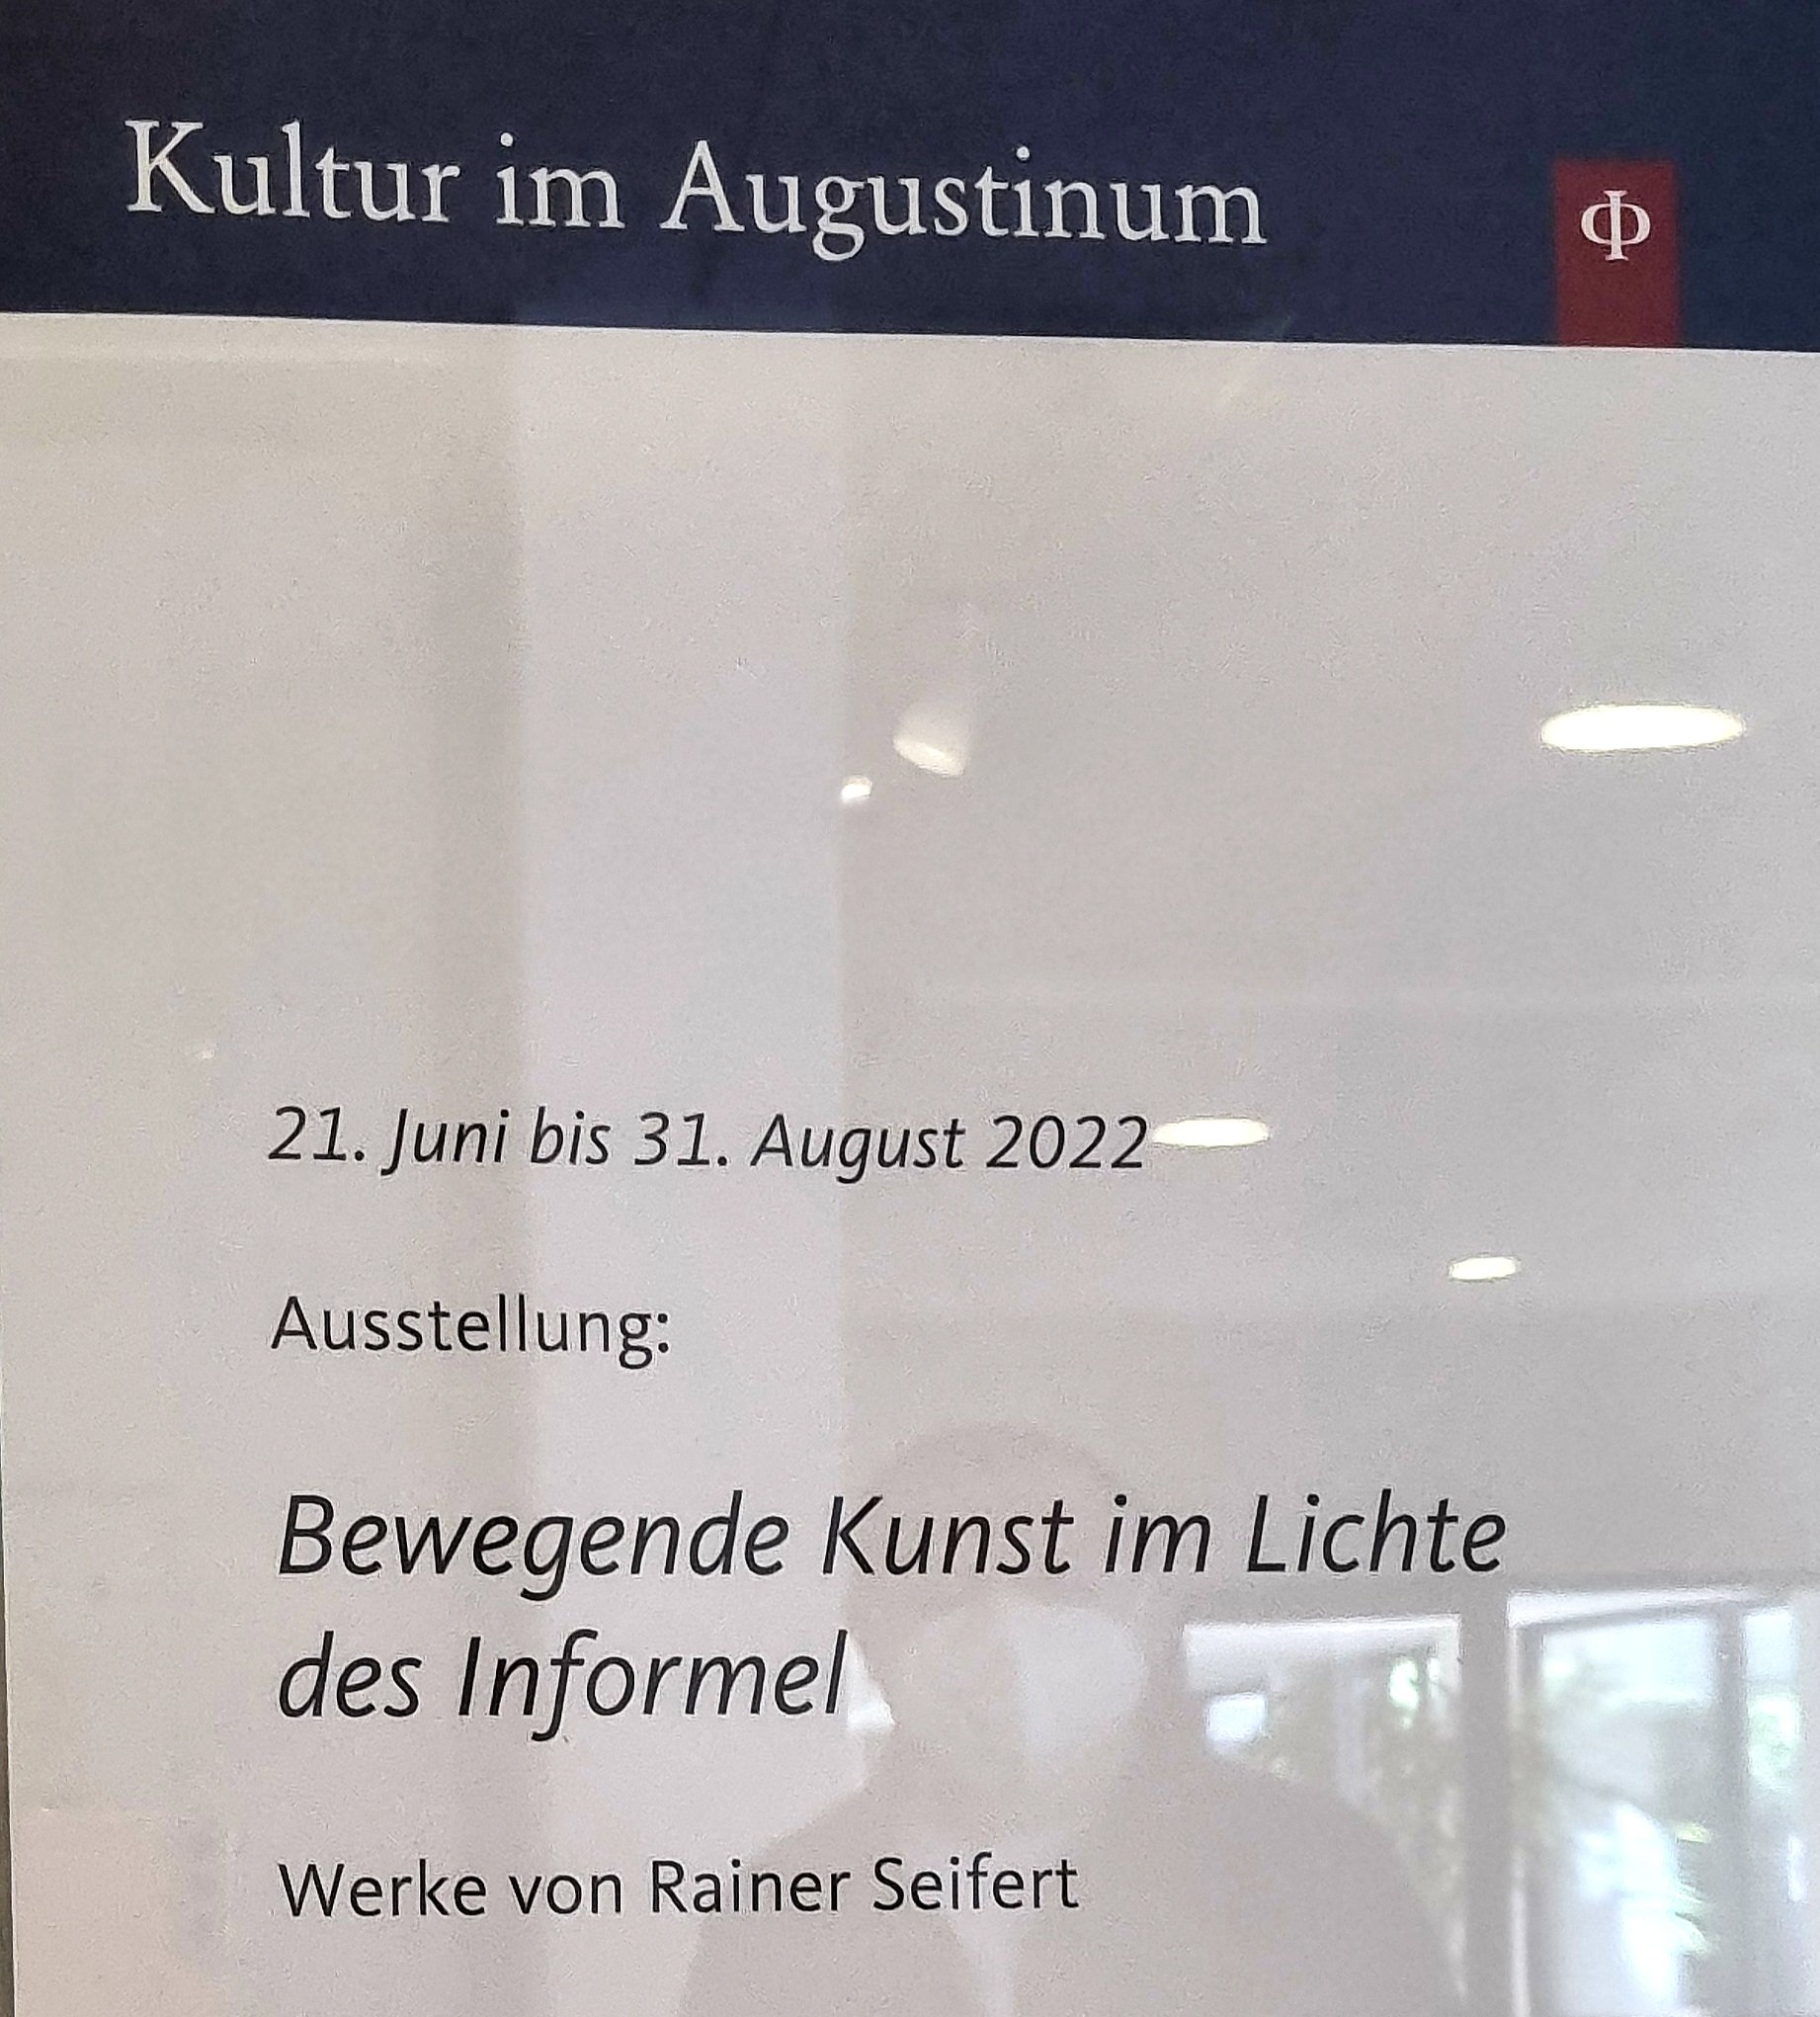 Kultur im Augustinum
Φ
21. Juni bis 31. August 2022
Ausstellung:
Bewegende Kunst im Lichte
des Informel
Werke von Rainer Seifert